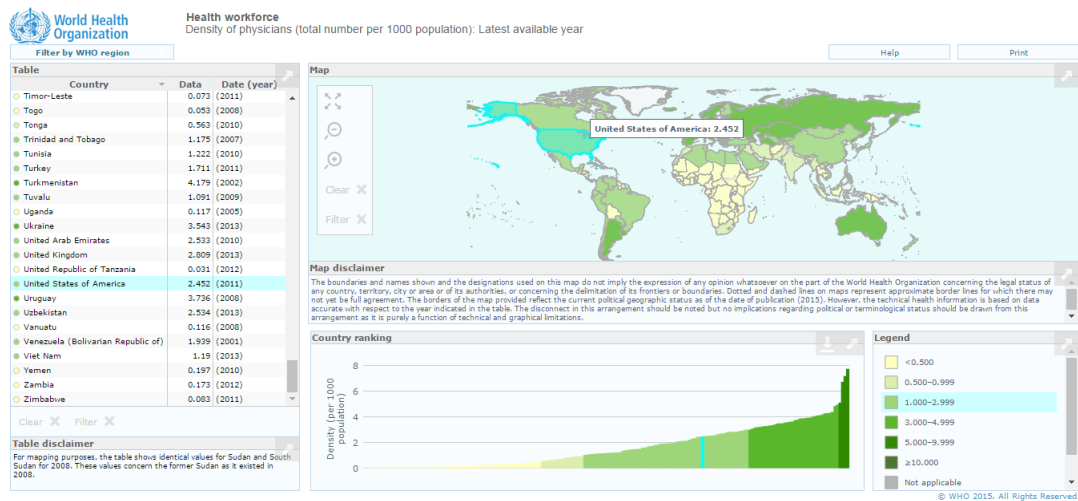 World Health
Organization
Health workforce
Density of physicians (total number per 1000 population): Latest available year
Filter by WHO region
Help
Print
Table
Country Data Date (year)
Timor-Leste 0.073 (2011)
Togo 0.053 (2008)
Tonga 0.563 (2010)
Trinidad and Tobago 1.175 (2007)
Tunisia 1.222 (2010)
Turkey 1.711 (2011)
Turkmenistan 4.179 (2002)
Tuvalu 1.091 (2009)
Uganda 0.117 (2005)
Ukraine 3.543 (2013)
United Arab Emirates 2.533 (2010)
United Kingdom 2.809 (2013)
United Republic of Tanzania 0.031 (2012)
United States of America 2.452 (2011)
Uruguay 3.736 (2008)
Uzbekistan 2.534 (2013)
Vanuatu 0.116 (2008)
Venezuela (Bolivarian Republic of) 1.939 (2001)
Viet Nam 1.19 (2013)
Yemen 0.197 (2010)
Zambia 0.173 (2012)
Zimbabwe 0.083 (2011)
Clear Filter
Table disclaimer
For mapping purposes, the table shows identical values for Sudan and South
Sudan for 2008. These values concern the former Sudan as it existed in
2008.
Map
Clear
Filter
United States of America: 2.452
Map disclaimer
The boundaries and names shown and the designations used on this map do not imply the expression of any opinion whatsoever on the part of the World Health Organization concerning the legal status of
any country, territory, city or area or of its authorities, or concerning the delimitation of its frontiers or boundaries. Dotted and dashed lines on maps represent approximate border lines for which there may
not yet be full agreement. The borders of the map provided reflect the current political geographic status as of the date of publication (2015). However, the technical health information is based on data
accurate with respect to the year indicated in the table. The disconnect in this arrangement should be noted but no implications regarding political or terminological status should be drawn from this
arrangement as it is purely a function of technical and graphical limitations.
Country ranking
Density (per 1000
population)
8
6
4
2
0
Legend
<0.500
0.500–0.999
1.000–2.999
3.000–4.999
5.000–9.999
≥10.000
Not applicable
© WHO 2015. All Rights Reserved.